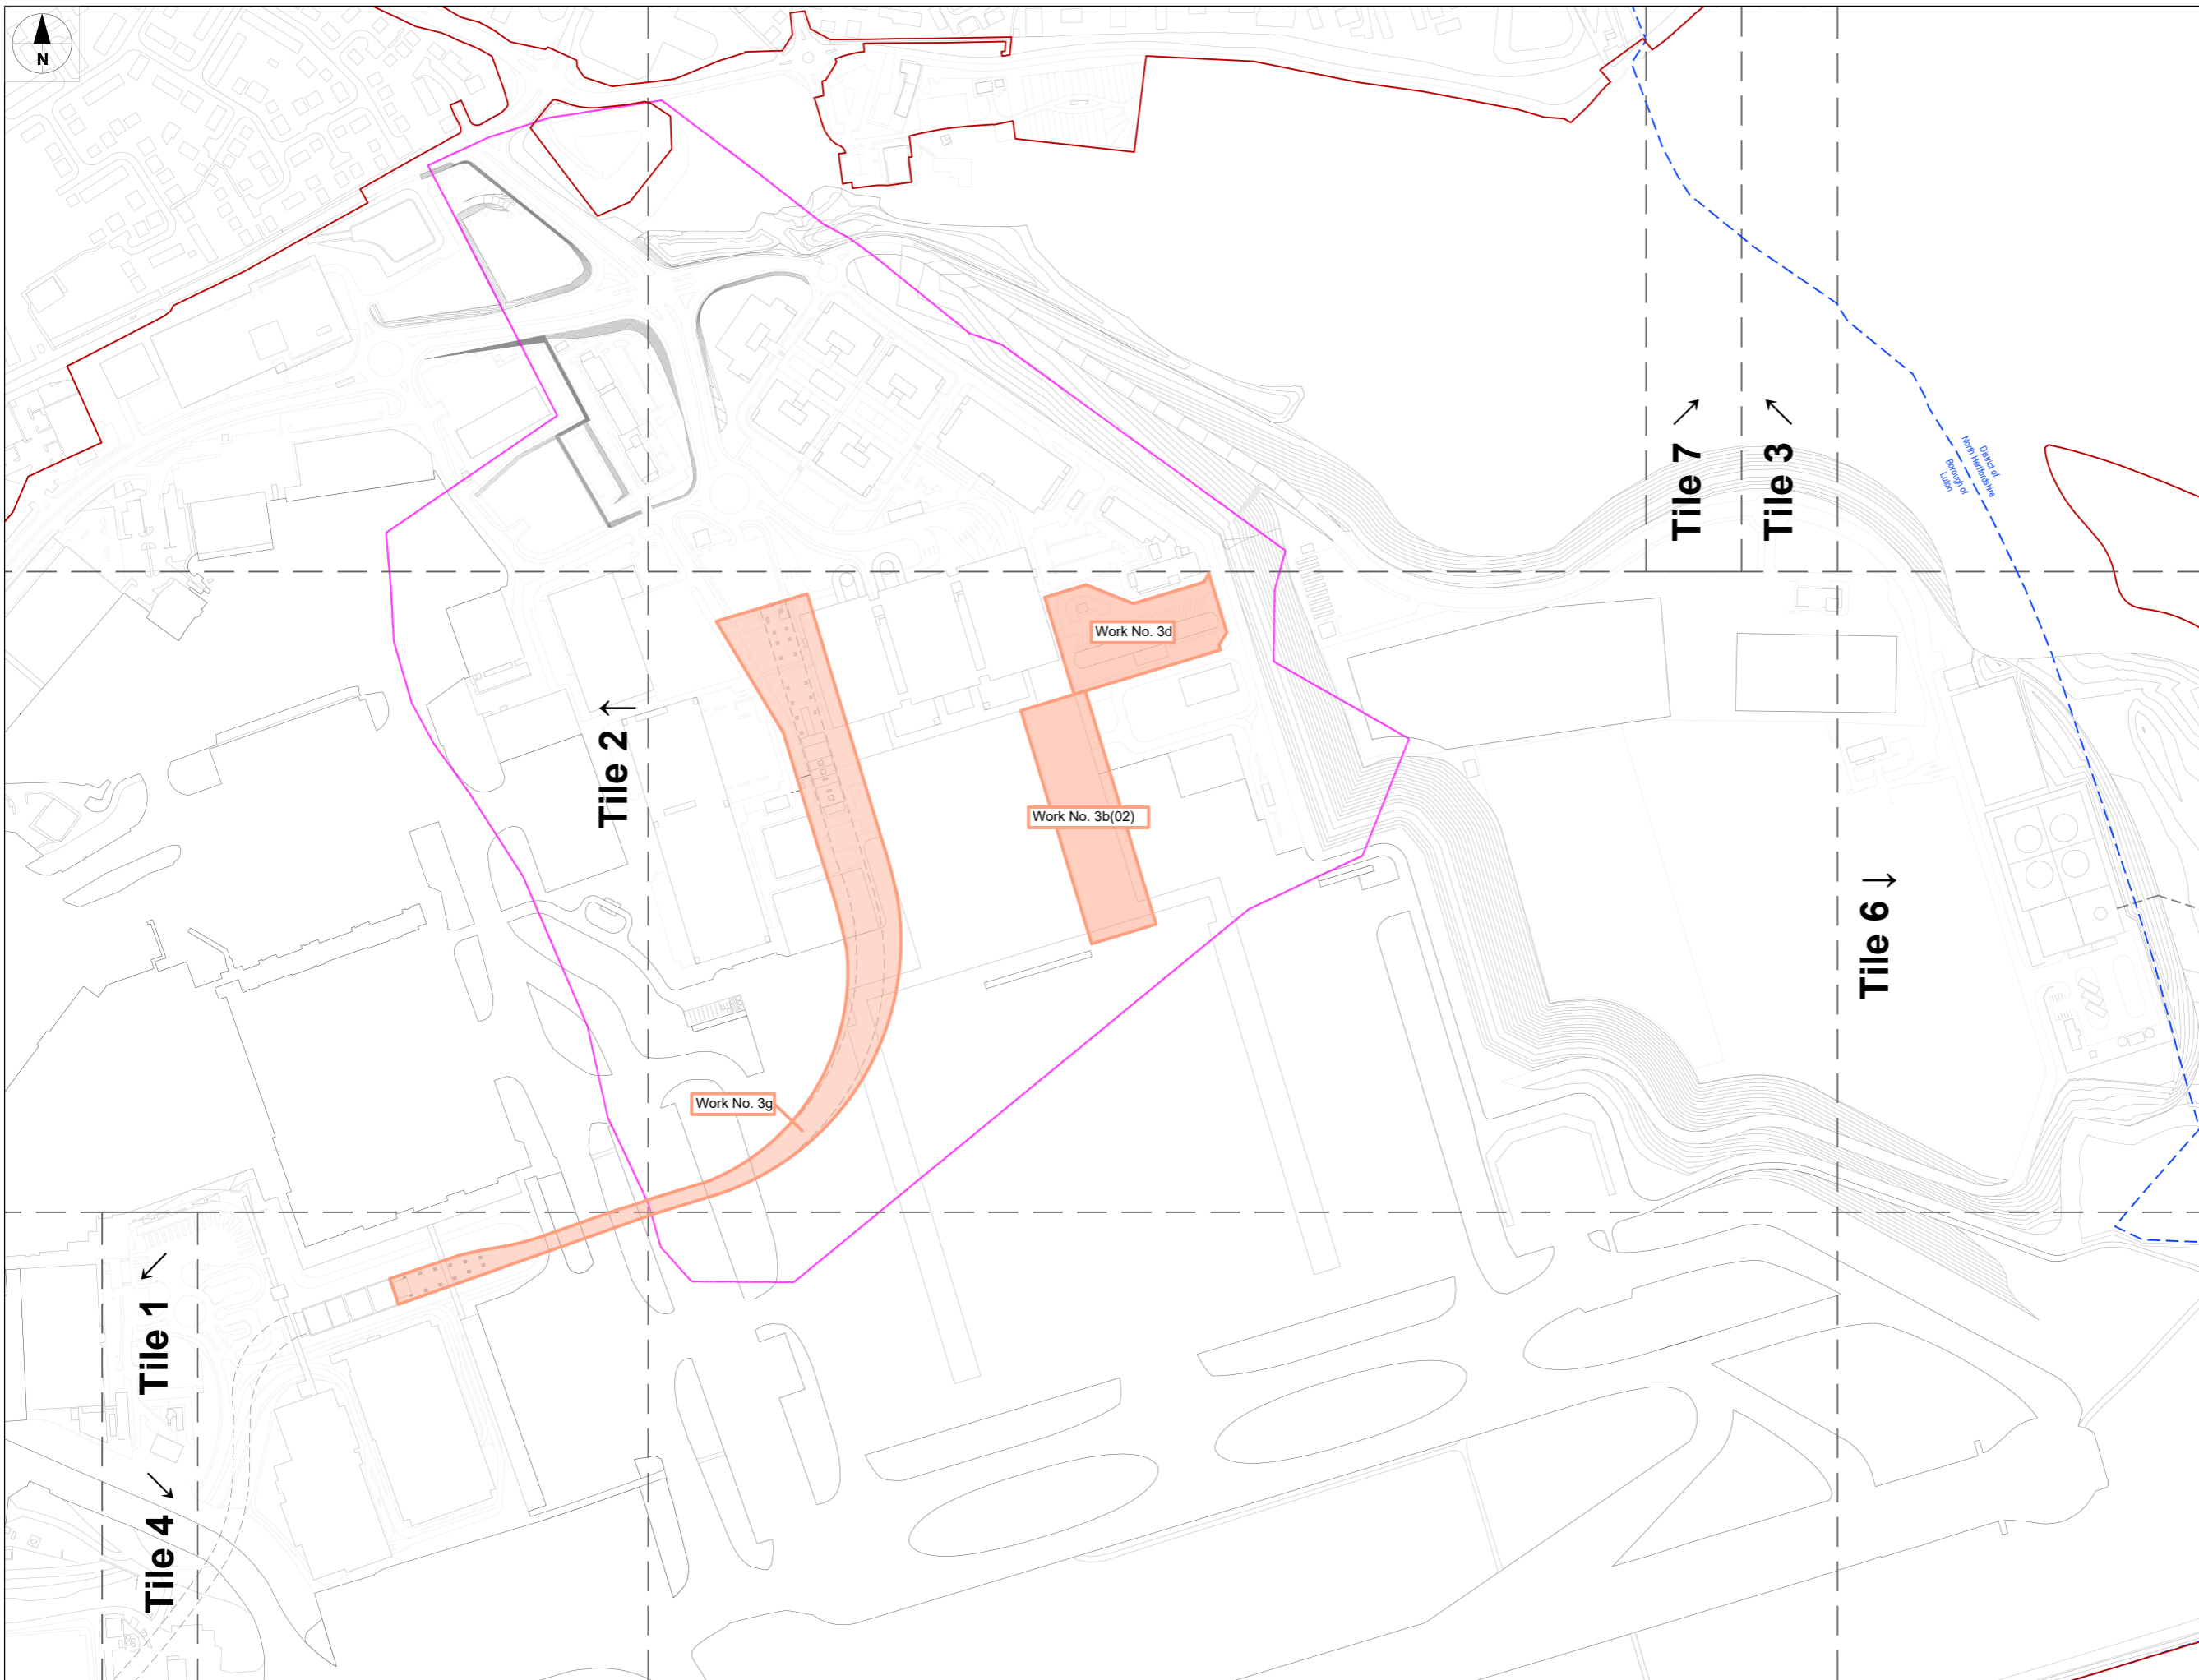 N
Tile 7
Tile 3
District of
North Hertfordshire
Borough of
Luton
Work No. 3d
Tile 2
Work No. 3b(02)
Tile 6
Work No. 3g
Tile 1
Tile 4